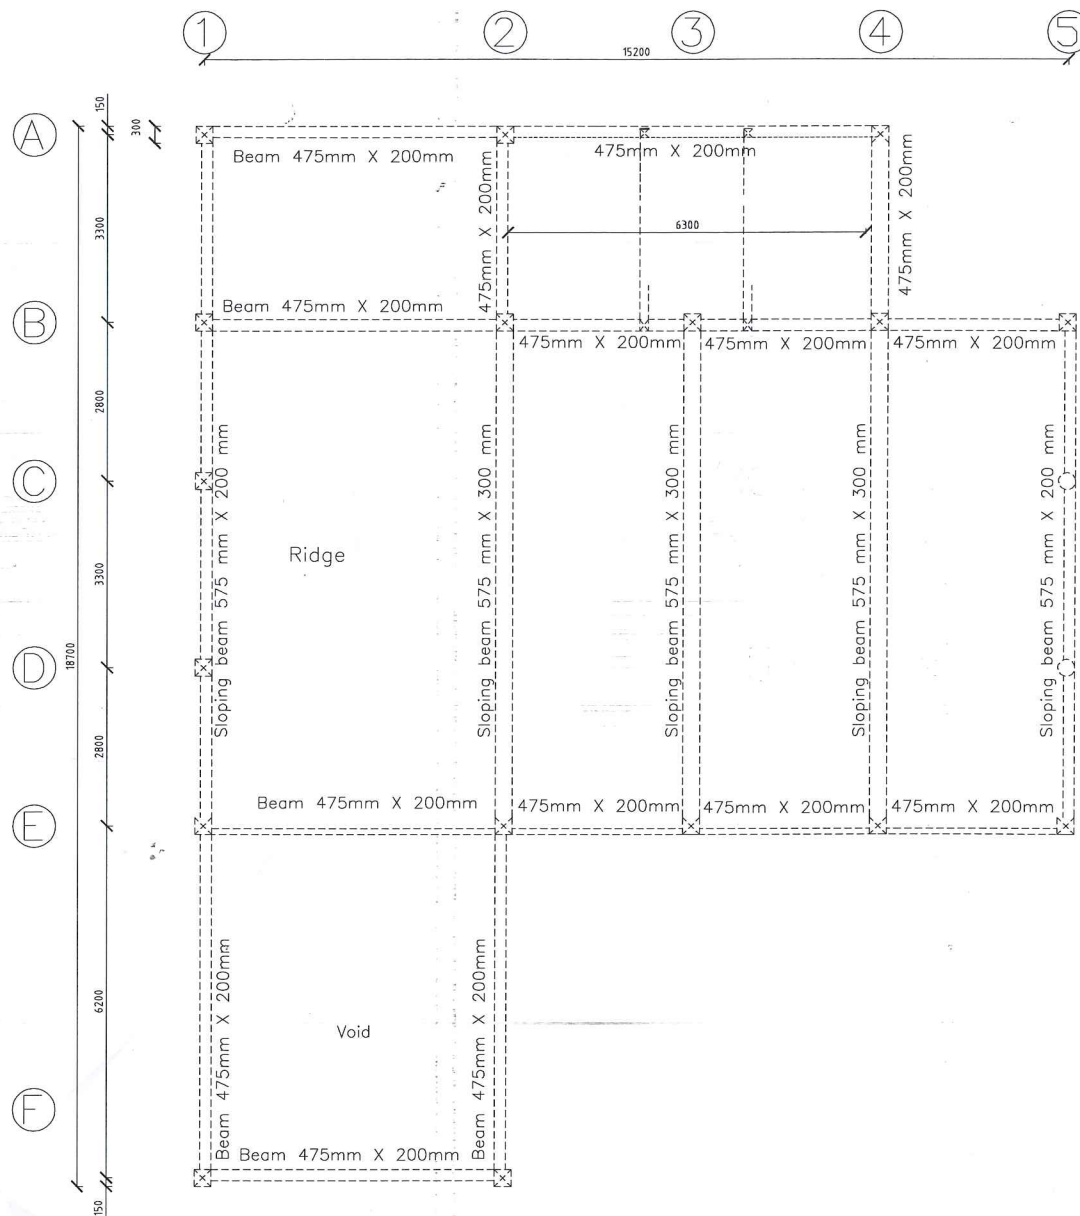 1 2 3 4 5
15200
150
300
A
Beam 475mm X 200mm
475mm X 200mm
475mm X 200mm
475mm X 200mm
3300
6300
Beam 475mm X 200mm
B
475mm X 200mm
475mm X 200mm
475mm X 200mm
2800
C
Sloping beam 575 mm X 200 mm
Sloping beam 575 mm X 300 mm
Sloping beam 575 mm X 300 mm
Sloping beam 575 mm X 300 mm
Sloping beam 575 mm X 200 mm
Ridge
3300
18700
D
2800
Beam 475mm X 200mm
475mm X 200mm
475mm X 200mm
475mm X 200mm
E
6200
Beam 475mm X 200mm
Beam 475mm X 200mm
Void
F
Beam 475mm X 200mm
150